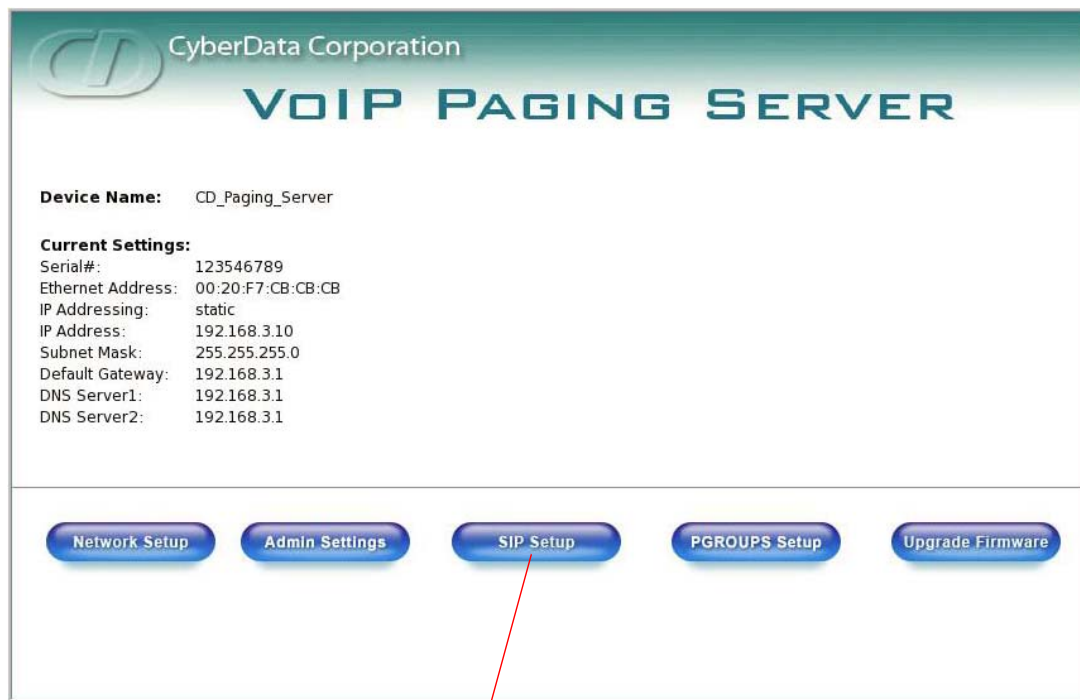 CD CyberData Corporation
VoIP Paging Server
Device Name: CD_Paging_Server
Current Settings:
Serial#: 123546789
Ethernet Address: 00:20:F7:CB:CB:CB
IP Addressing: static
IP Address: 192.168.3.10
Subnet Mask: 255.255.255.0
Default Gateway: 192.168.3.1
DNS Server1: 192.168.3.1
DNS Server2: 192.168.3.1
Network Setup Admin Settings SIP Setup PGROUPS Setup Upgrade Firmware